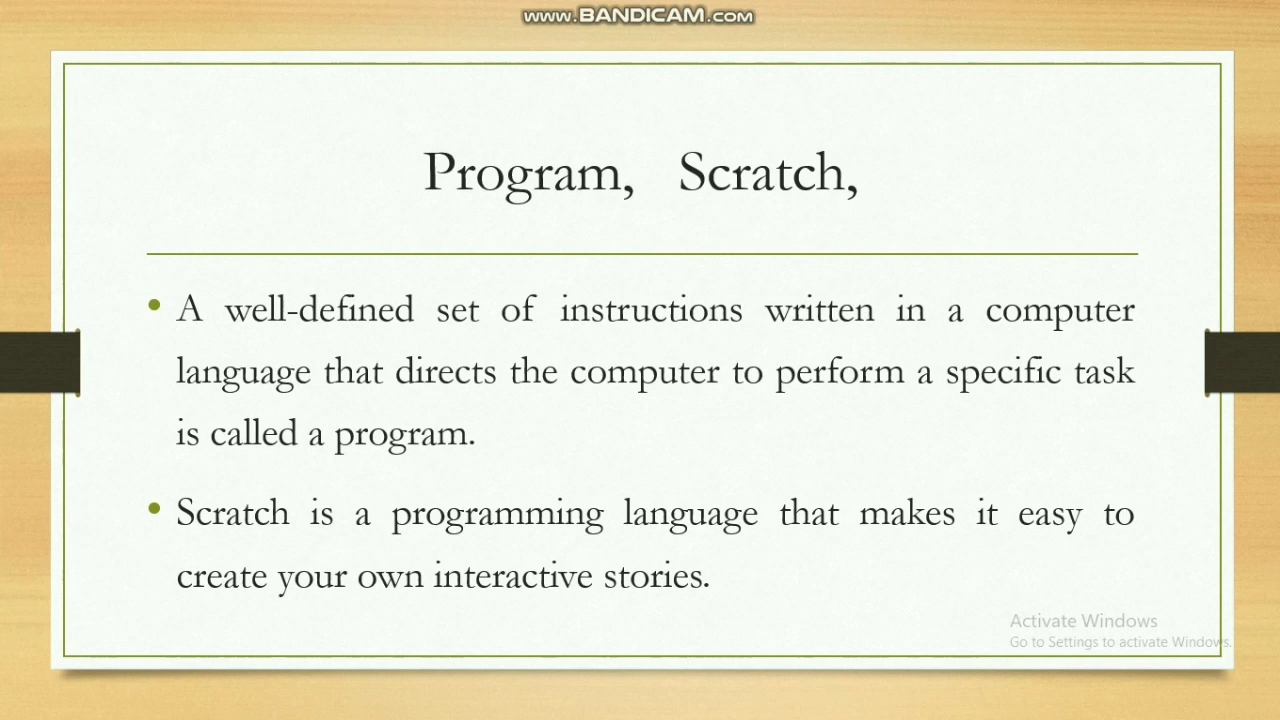 www.BANDICAM.com
Program, Scratch,
• A well-defined set of instructions written in a computer
language that directs the computer to perform a specific task
is called a program.
• Scratch is a programming language that makes it easy to
create your own interactive stories.
Activate Windows
Go to Settings to activate Windows.